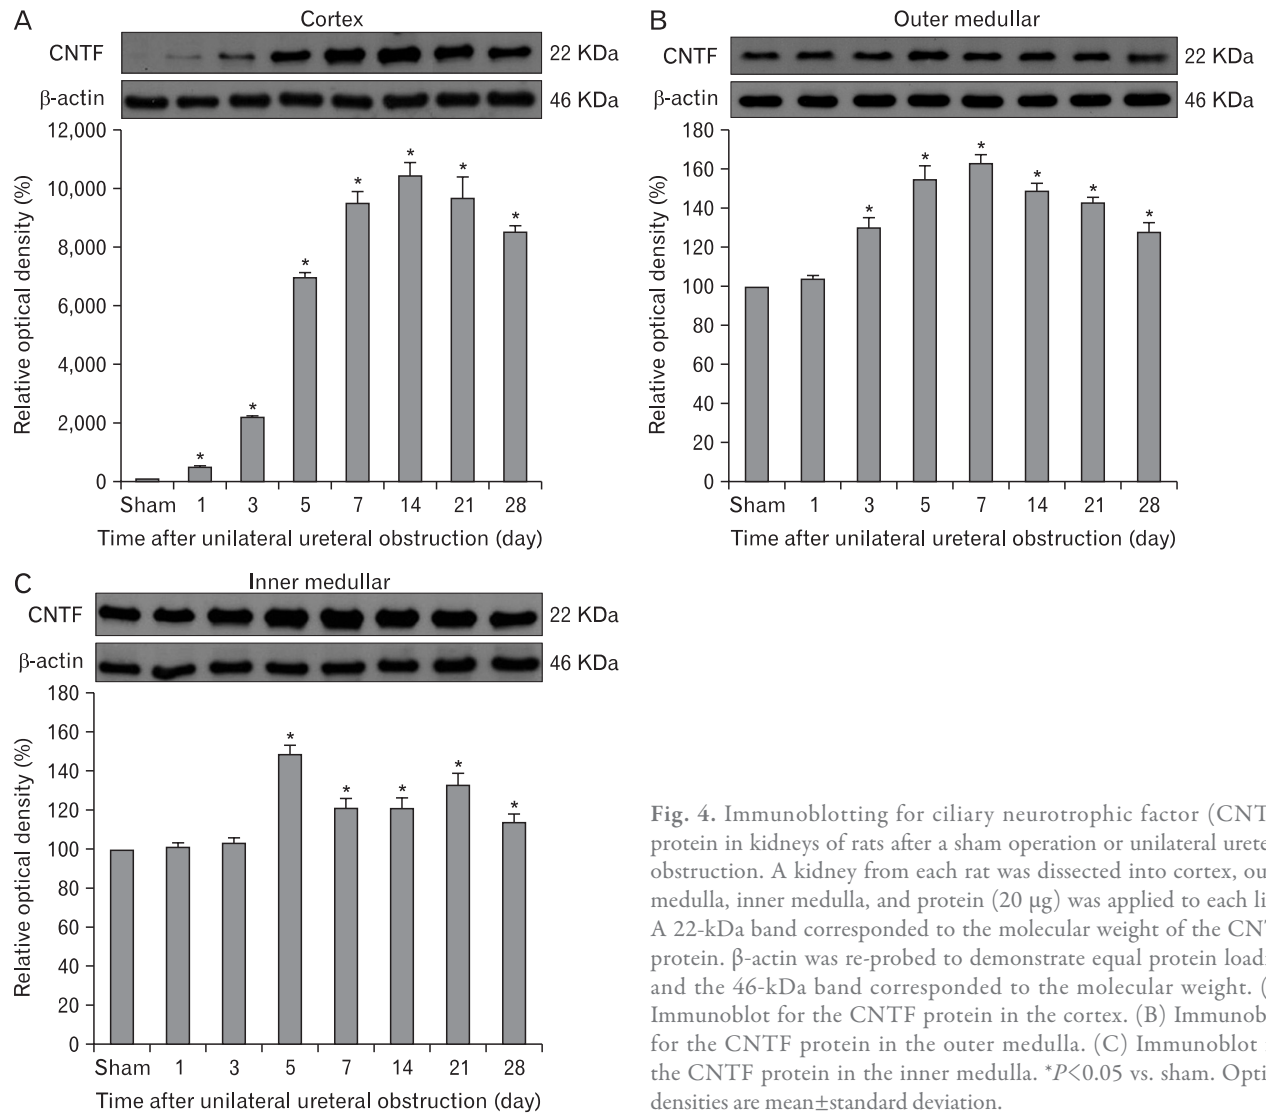 A
Cortex
CNTF
22 KDa
β-actin
46 KDa
12,000
10,000
8,000
6,000
4,000
2,000
0
Relative optical density (%)
* * * * * * *
Sham 1 3 5 7 14 21 28
Time after unilateral ureteral obstruction (day)
B
Outer medullar
CNTF
22 KDa
β-actin
46 KDa
180
160
140
120
100
80
60
40
20
0
Relative optical density (%)
* * * * * *
Sham 1 3 5 7 14 21 28
Time after unilateral ureteral obstruction (day)
C
Inner medullar
CNTF
22 KDa
β-actin
46 KDa
180
160
140
120
100
80
60
40
20
0
Relative optical density (%)
* * * * *
Sham 1 3 5 7 14 21 28
Time after unilateral ureteral obstruction (day)
Fig. 4. Immunoblotting for ciliary neurotrophic factor (CNT
protein in kidneys of rats after a sham operation or unilateral urete
obstruction. A kidney from each rat was dissected into cortex, ou
medulla, inner medulla, and protein (20 μg) was applied to each li
A 22-kDa band corresponded to the molecular weight of the CNT
protein. β-actin was re-probed to demonstrate equal protein loadi
and the 46-kDa band corresponded to the molecular weight. (
Immunoblot for the CNTF protein in the cortex. (B) Immunob
for the CNTF protein in the outer medulla. (C) Immunoblot
the CNTF protein in the inner medulla. *P<0.05 vs. sham. Opti
densities are mean±standard deviation.